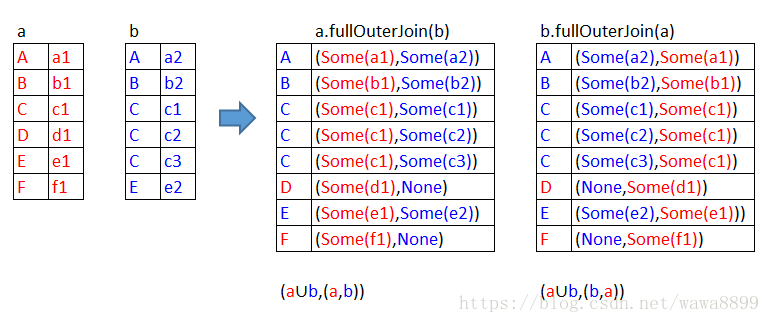 a b a.fullOuterJoin(b) b.fullOuterJoin(a)
A a1 A a2 A (Some(a1),Some(a2)) A (Some(a2),Some(a1))
B b1 B b2 B (Some(b1),Some(b2)) B (Some(b2),Some(b1)
C c1 C c1 C (Some(c1),Some(c1)) C (Some(c1),Some(c1))
D d1 C c2 C (Some(c1),Some(c2)) C (Some(c2),Some(c1))
E e1 C c3 C (Some(c1),Some(c3)) C (Some(c3),Some(c1))
F f1 E e2 D (Some(d1),None) D (None,Some(d1))
E (Some(e1),Some(e2)) E (Some(e2),Some(e1)))
F (Some(f1),None) F (None,Some(f1))
(a∪b,(a,b)) (a∪b,(b,a))
https://blog.csdn.net/wawa8899